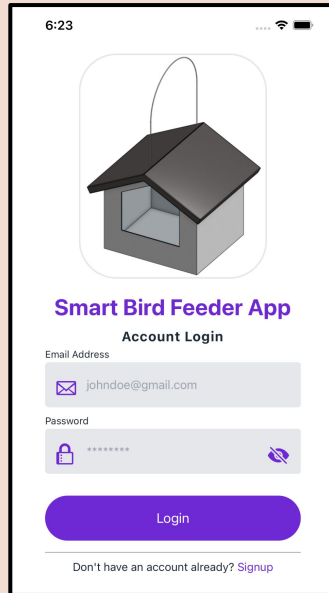 6:23
Smart Bird Feeder App
Account Login
Email Address
johndoe@gmail.com
Password
********
Login
Don't have an account already? Signup